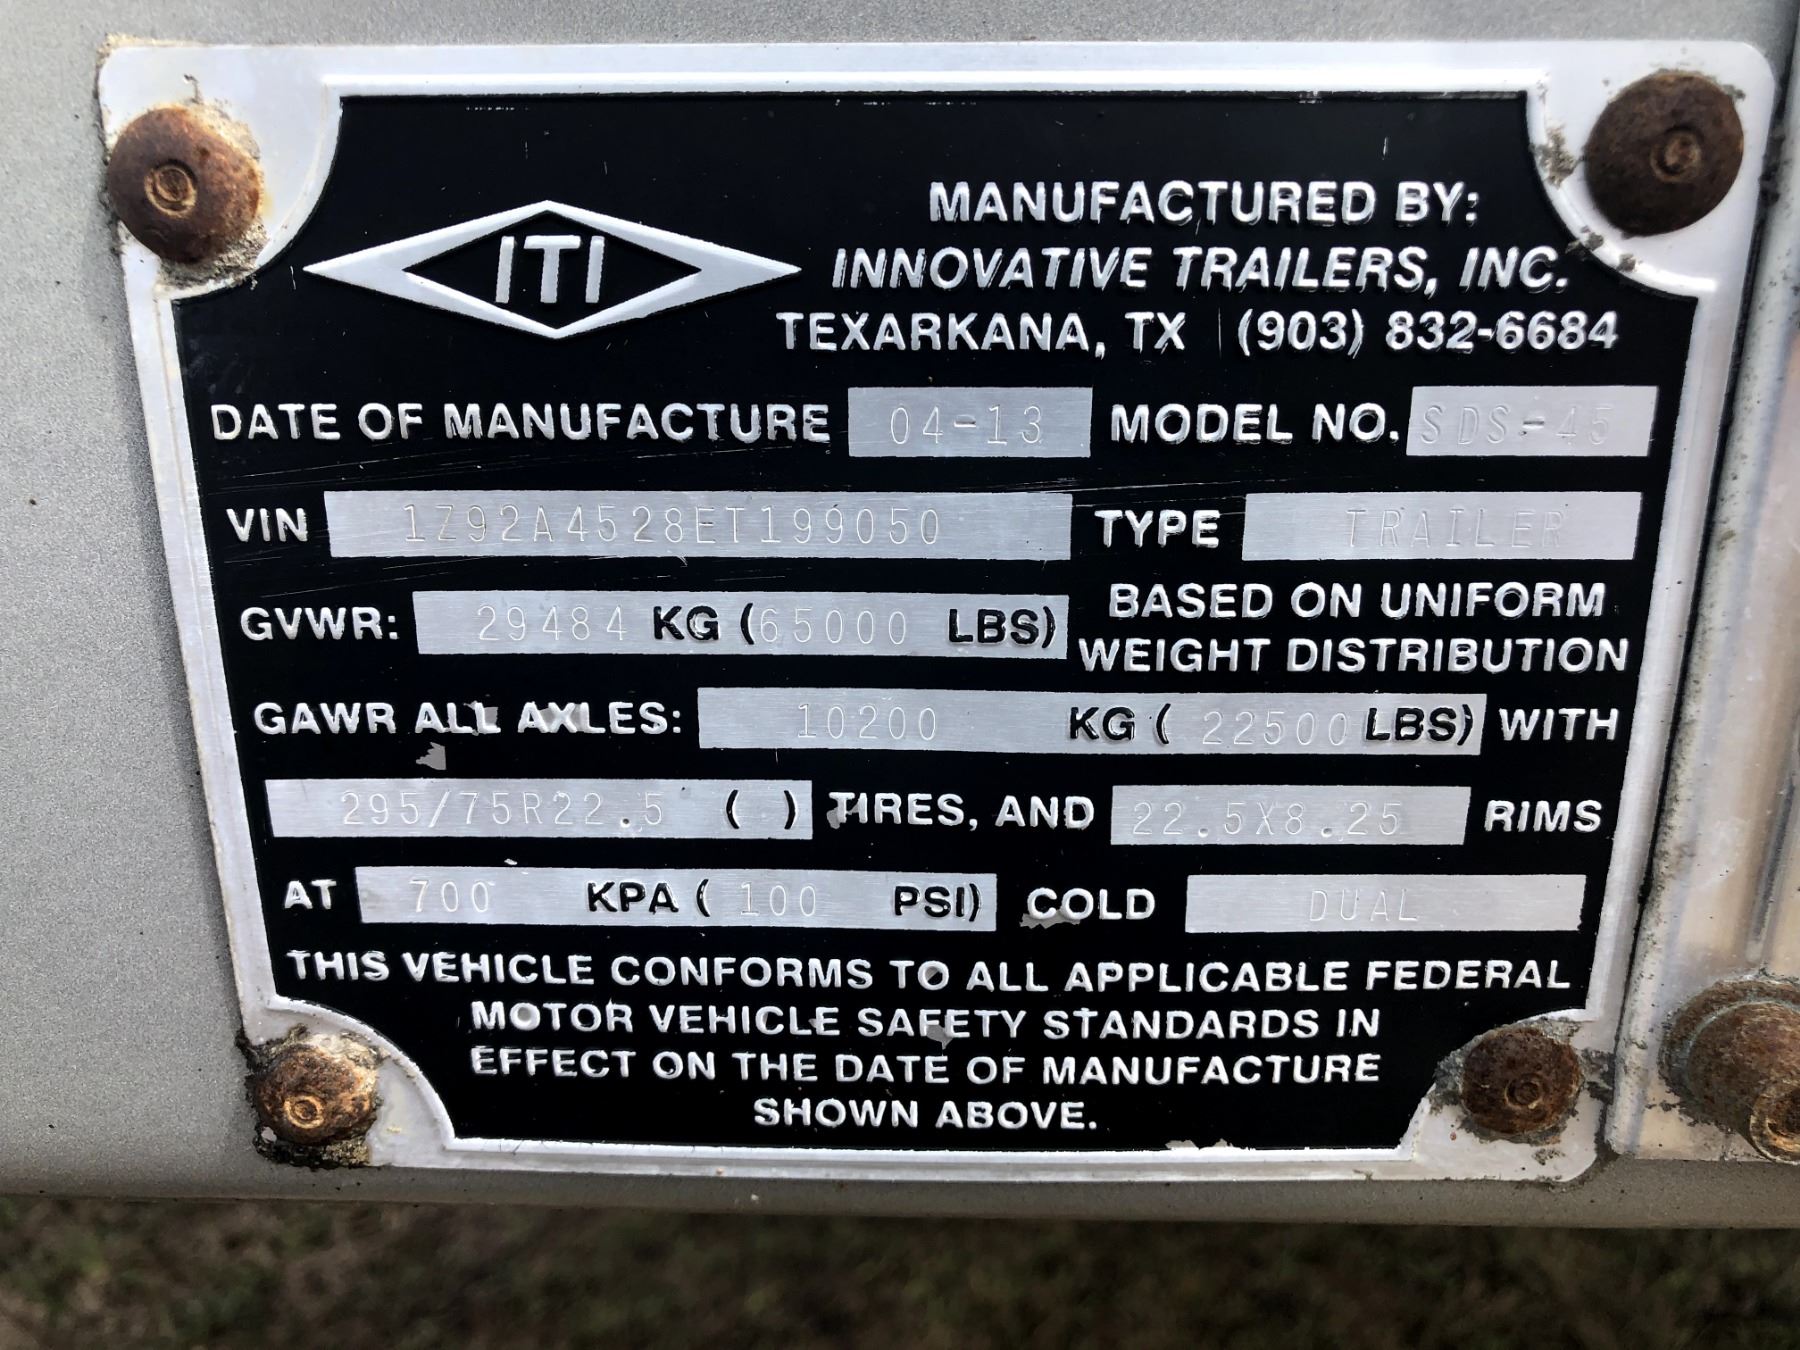 ITI
MANUFACTURED BY:
INNOVATIVE TRAILERS, INC.
TEXARKANA, TX (903) 832-6684
DATE OF MANUFACTURE 04-13 MODEL NO. SDS-45
VIN 1Z92A4528ET199050 TYPE TRAILER
GVWR: 29484 KG (65000 LBS) BASED ON UNIFORM
WEIGHT DISTRIBUTION
GAWR ALL AXLES: 10200 KG ( 22500 LBS) WITH
295/75R22.5 ( ) TIRES, AND 22.5X8.25 RIMS
AT 700 KPA ( 100 PSI) COLD DUAL
THIS VEHICLE CONFORMS TO ALL APPLICABLE FEDERAL
MOTOR VEHICLE SAFETY STANDARDS IN
EFFECT ON THE DATE OF MANUFACTURE
SHOWN ABOVE.